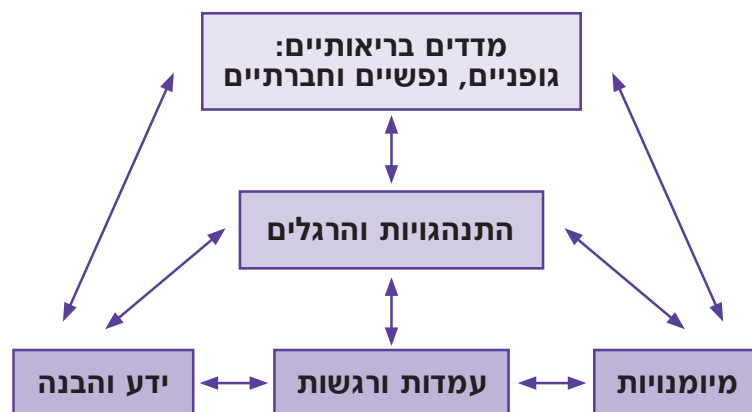 מדדים בריאותיים:
גופניים, נפשיים וחברתיים
התנהגויות והרגלים
מיומנויות
עמדות ורגשות
ידע והבנה